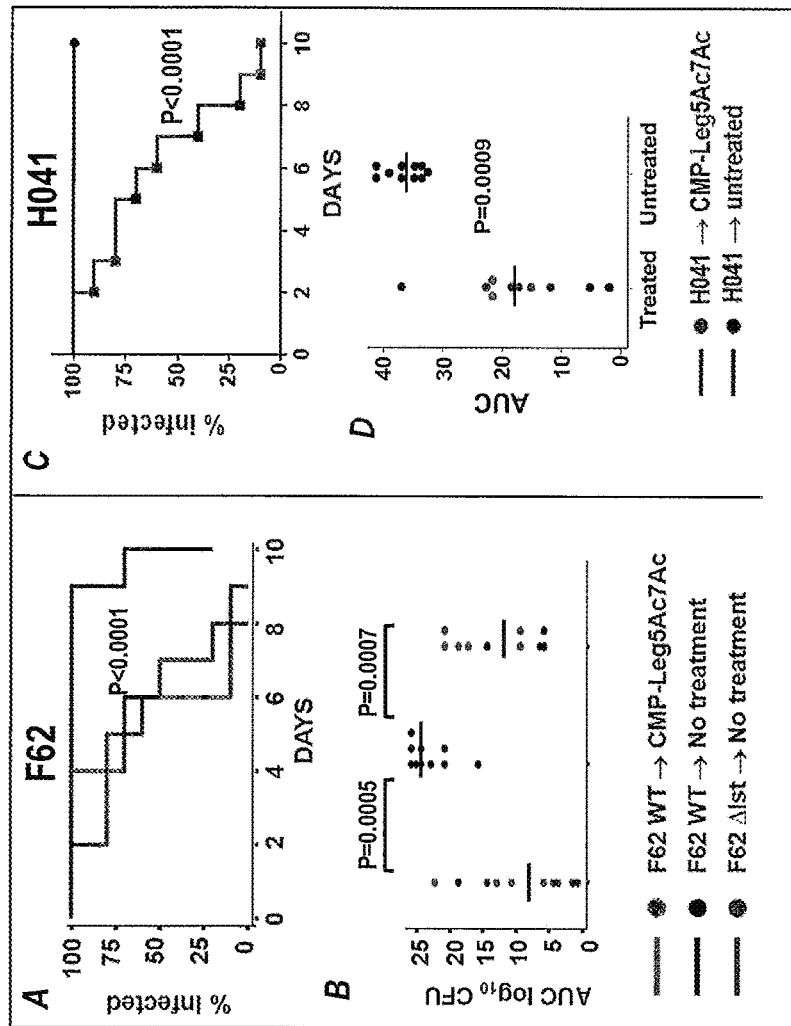 A
F62
% Infected
100
75
50
25
0
P<0.0001
0 2 4 6 8 10
DAYS
B
AUC log10 CFU
25
20
15
10
5
0
P=0.0005
P=0.0007
F62 WT → CMP-Leg5Ac7Ac
F62 WT → No treatment
F62 Δlst → No treatment
C
H041
% infected
100
75
50
25
0
P<0.0001
0 2 4 6 8 10
DAYS
D
AUC
40
30
20
10
0
P=0.0009
Treated Untreated
H041 → CMP-Leg5Ac7Ac
H041 → untreated